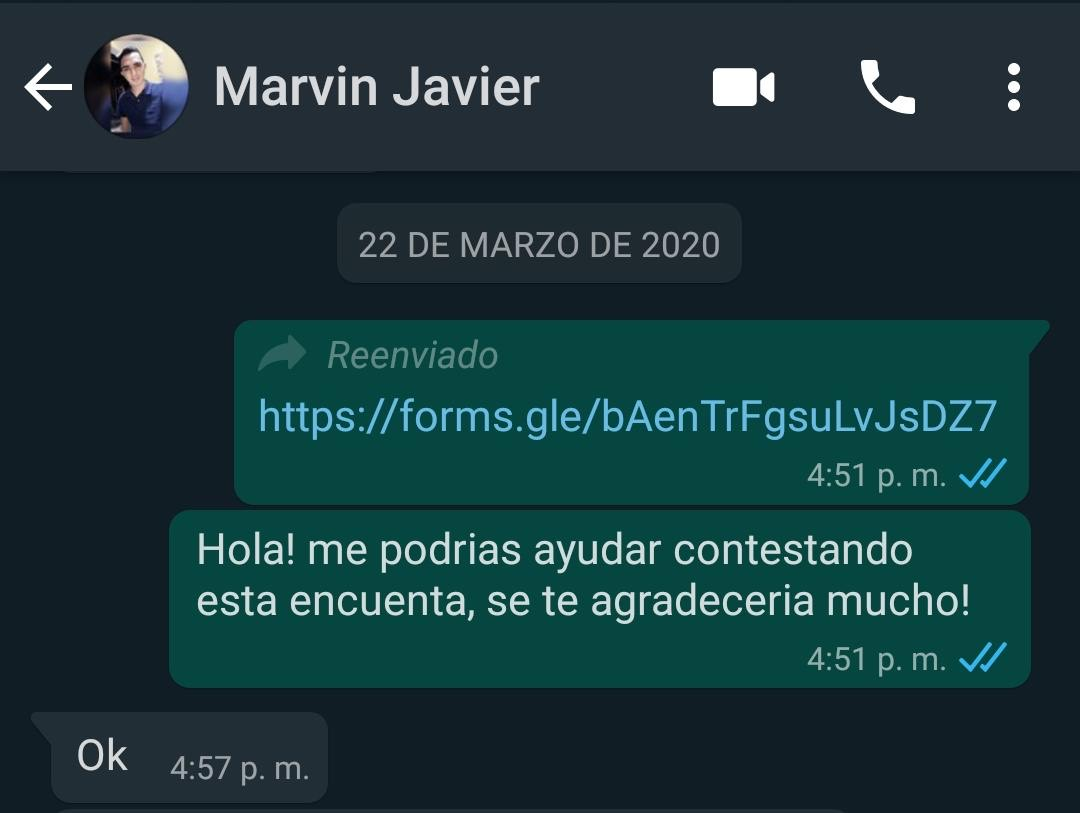 Marvin Javier
22 DE MARZO DE 2020
Reenviado
https://forms.gle/bAenTrFgsuLvJsDZ7
4:51 p. m.
Hola! me podrias ayudar contestando
esta encuenta, se te agradeceria mucho!
4:51 p. m.
Ok 4:57 p. m.